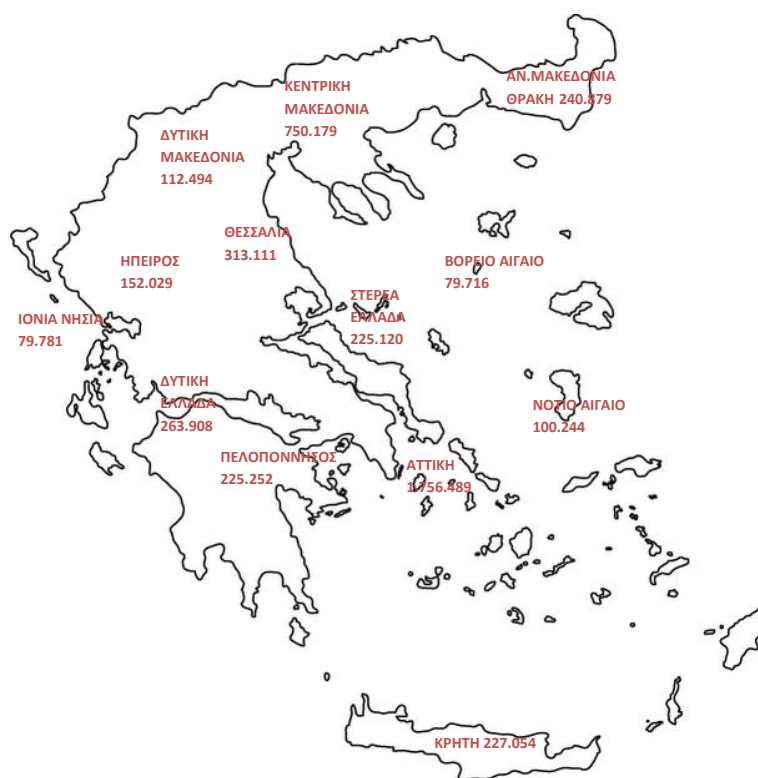 ΑΝ.ΜΑΚΕΔΟΝΙΑ
ΘΡΑΚΗ 240.879
ΚΕΝΤΡΙΚΗ
ΜΑΚΕΔΟΝΙΑ
750.179
ΔΥΤΙΚΗ
ΜΑΚΕΔΟΝΙΑ
112.494
ΘΕΣΣΑΛΙΑ
313.111
ΗΠΕΙΡΟΣ
152.029
ΒΟΡΕΙΟ ΑΙΓΑΙΟ
79.716
ΣΤΕΡΕΑ
ΕΛΛΑΔΑ
225.120
ΙΟΝΙΑ ΝΗΣΙΑ
79.781
ΔΥΤΙΚΗ
ΕΛΛΑΔΑ
263.908
ΝΟΤΙΟ ΑΙΓΑΙΟ
100.244
ΠΕΛΟΠΟΝΝΗΣΟΣ
225.252
ΑΤΤΙΚΗ
1.756.489
ΚΡΗΤΗ 227.054